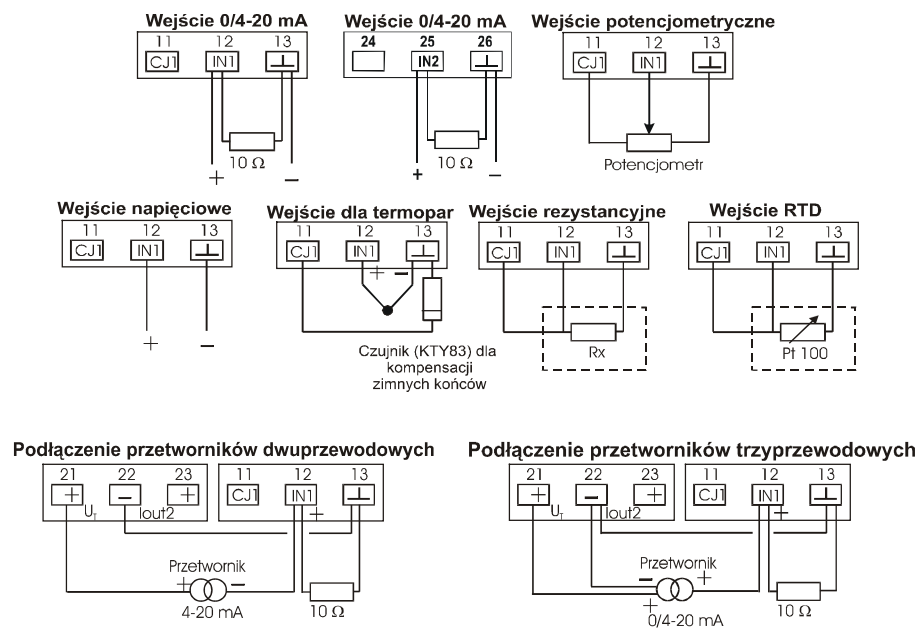 Wejście 0/4-20 mA
11 12 13
CJ1 IN1
10 Ω
+ –
Wejście 0/4-20 mA
24 25 26
IN2
10 Ω
+ –
Wejście potencjometryczne
11 12 13
CJ1 IN1
Potencjometr
Wejście napięciowe
11 12 13
CJ1 IN1
+ –
Wejście dla termopar
11 12 13
CJ1 IN1
+ –
Czujnik (KTY83) dla
kompensacji
zimnych końców
Wejście rezystancyjne
11 12 13
CJ1 IN1
Rx
Wejście RTD
11 12 13
CJ1 IN1
Pt 100
Podłączenie przetworników dwuprzewodowych
21 22 23 11 12 13
+ – + CJ1 IN1
UT Iout2 +
Przetwornik
+ –
4-20 mA 10 Ω
Podłączenie przetworników trzyprzewodowych
21 22 23 11 12 13
+ – + CJ1 IN1
UT Iout2 +
Przetwornik
– +
+
0/4-20 mA 10 Ω